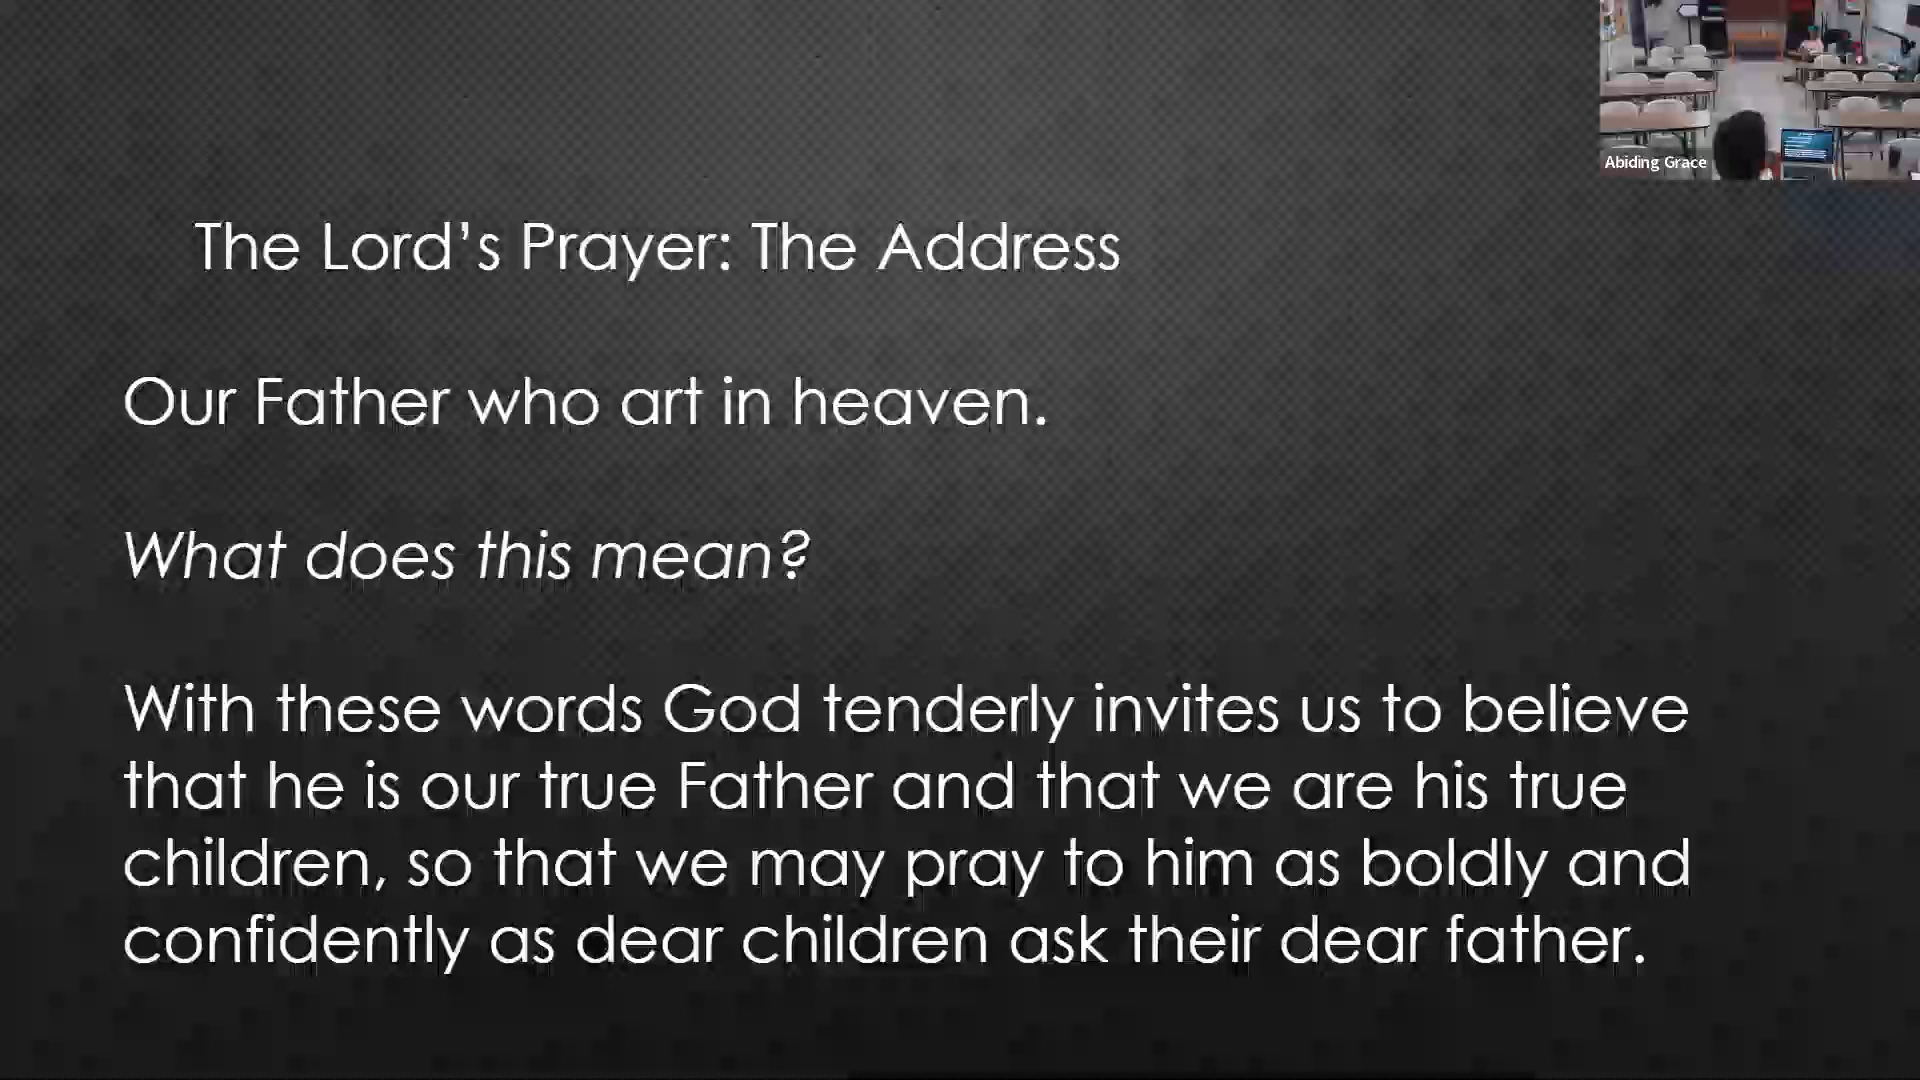 Abiding Grace
The Lord’s Prayer: The Address
Our Father who art in heaven.
What does this mean?
With these words God tenderly invites us to believe
that he is our true Father and that we are his true
children, so that we may pray to him as boldly and
confidently as dear children ask their dear father.